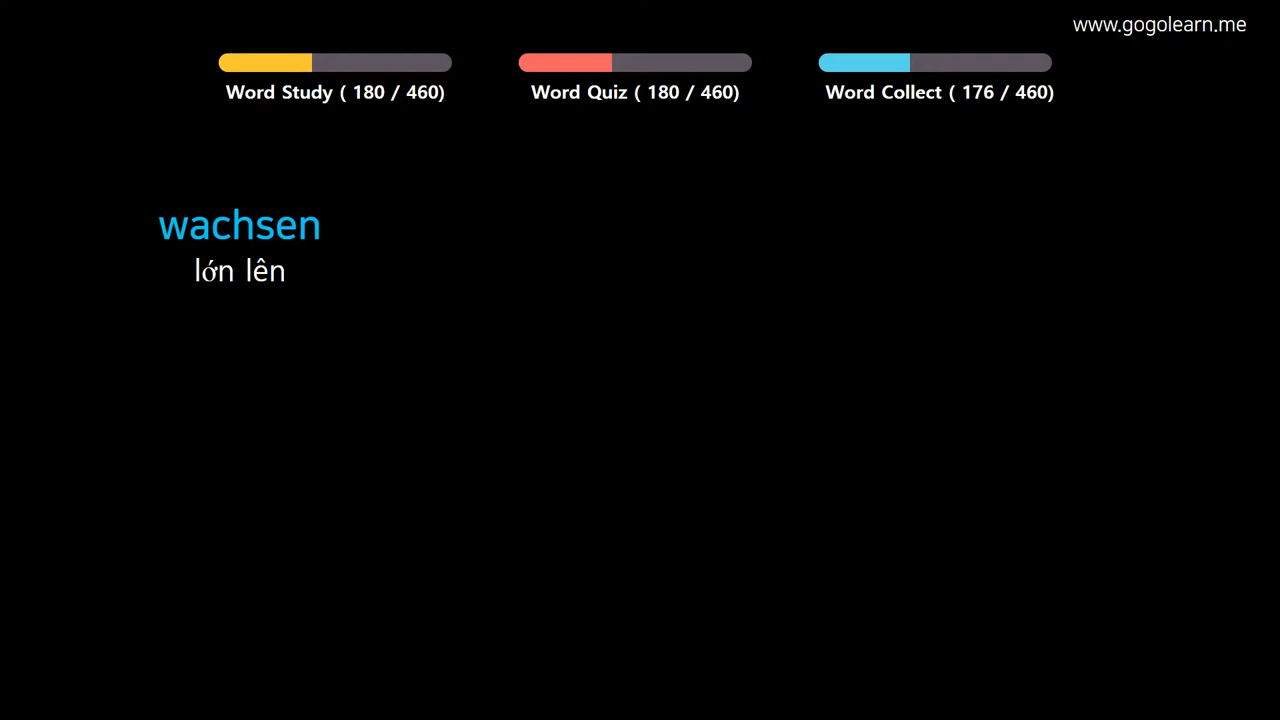 www.gogolearn.me
Word Study ( 180 / 460)
Word Quiz ( 180 / 460)
Word Collect ( 176 / 460)
wachsen
lớn lên